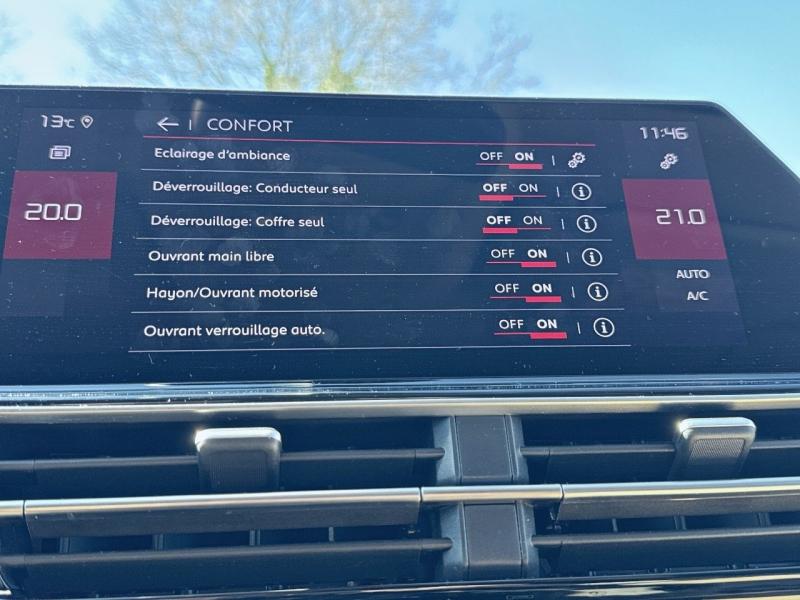 13°C
CONFORT
11:46
Eclairage d'ambiance OFF ON
Déverrouillage: Conducteur seul OFF ON
20.0
21.0
Déverrouillage: Coffre seul OFF ON
Ouvrant main libre OFF ON
AUTO
Hayon/Ouvrant motorisé OFF ON
A/C
Ouvrant verrouillage auto. OFF ON